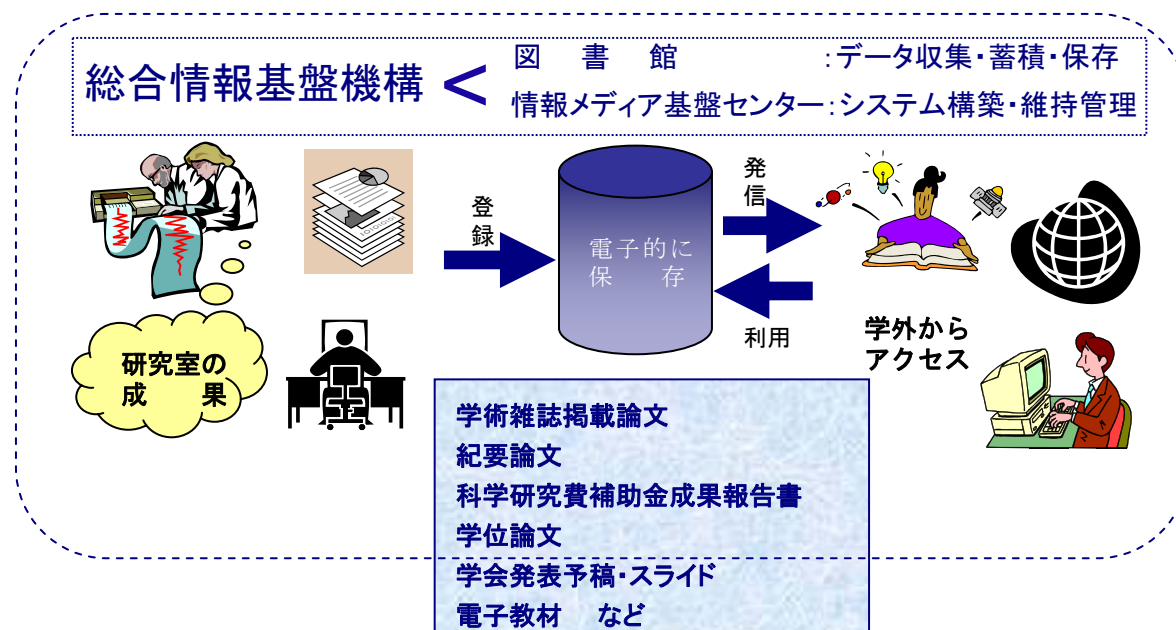 総合情報基盤機構 <
図 書 館 :データ収集・蓄積・保存
情報メディア基盤センター:システム構築・維持管理
登録
電子的に
保 存
発信
利用
研究室の
成 果
学外から
アクセス
学術雑誌掲載論文
紀要論文
科学研究費補助金成果報告書
学位論文
学会発表予稿・スライド
電子教材 など